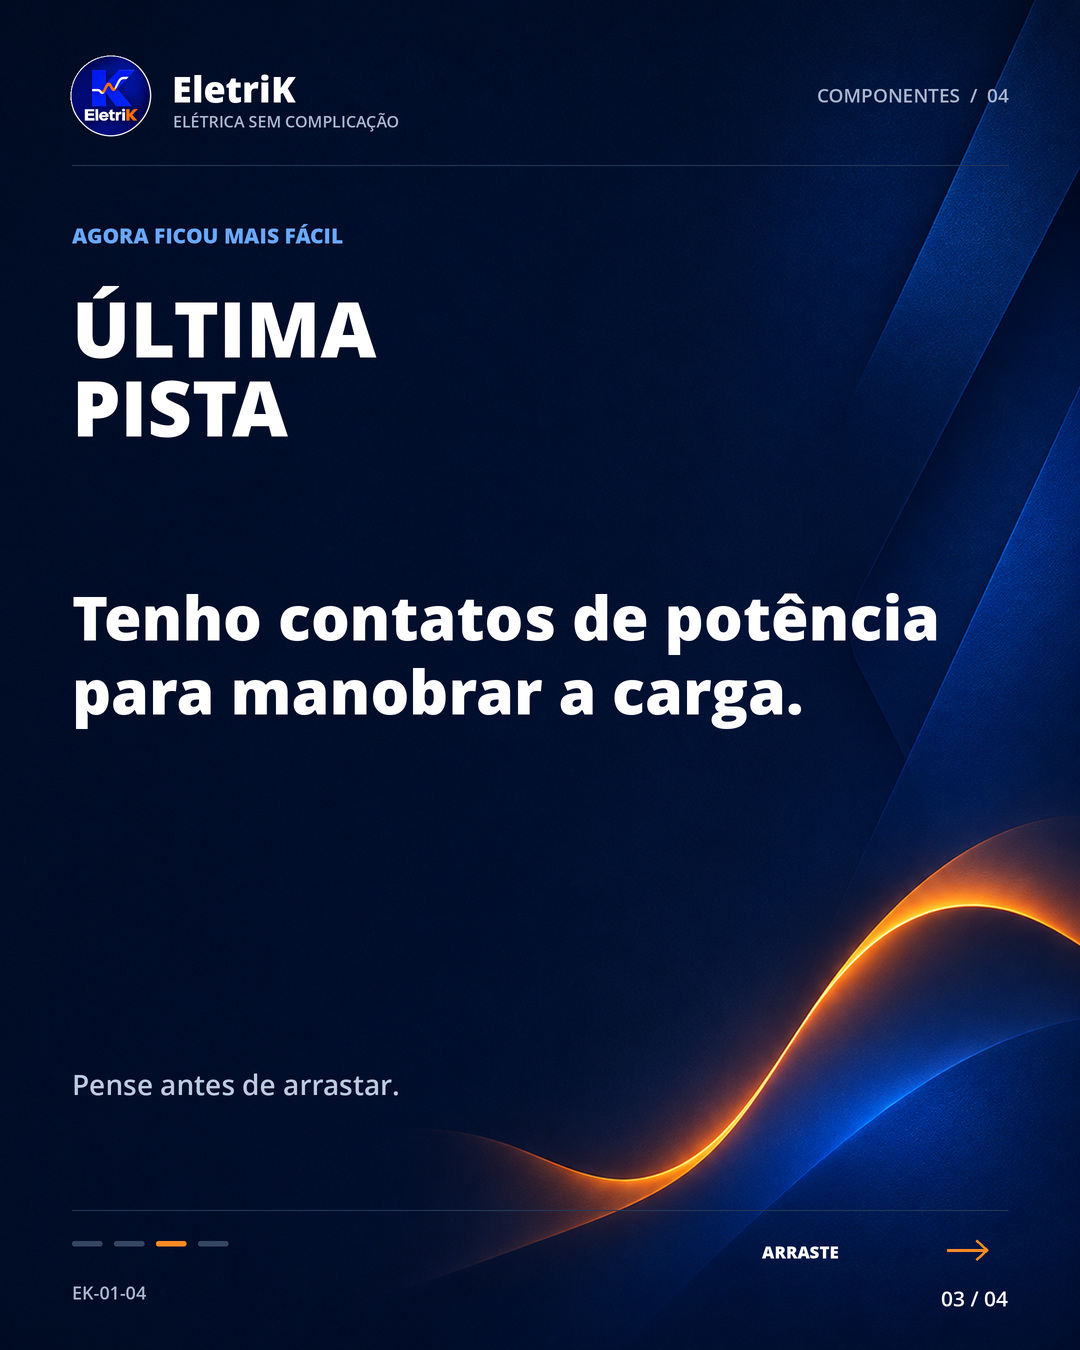 EletriK
EletriK
ELÉTRICA SEM COMPLICAÇÃO
COMPONENTES / 04
AGORA FICOU MAIS FÁCIL
ÚLTIMA
PISTA
Tenho contatos de potência
para manobrar a carga.
Pense antes de arrastar.
ARRASTE
EK-01-04
03 / 04